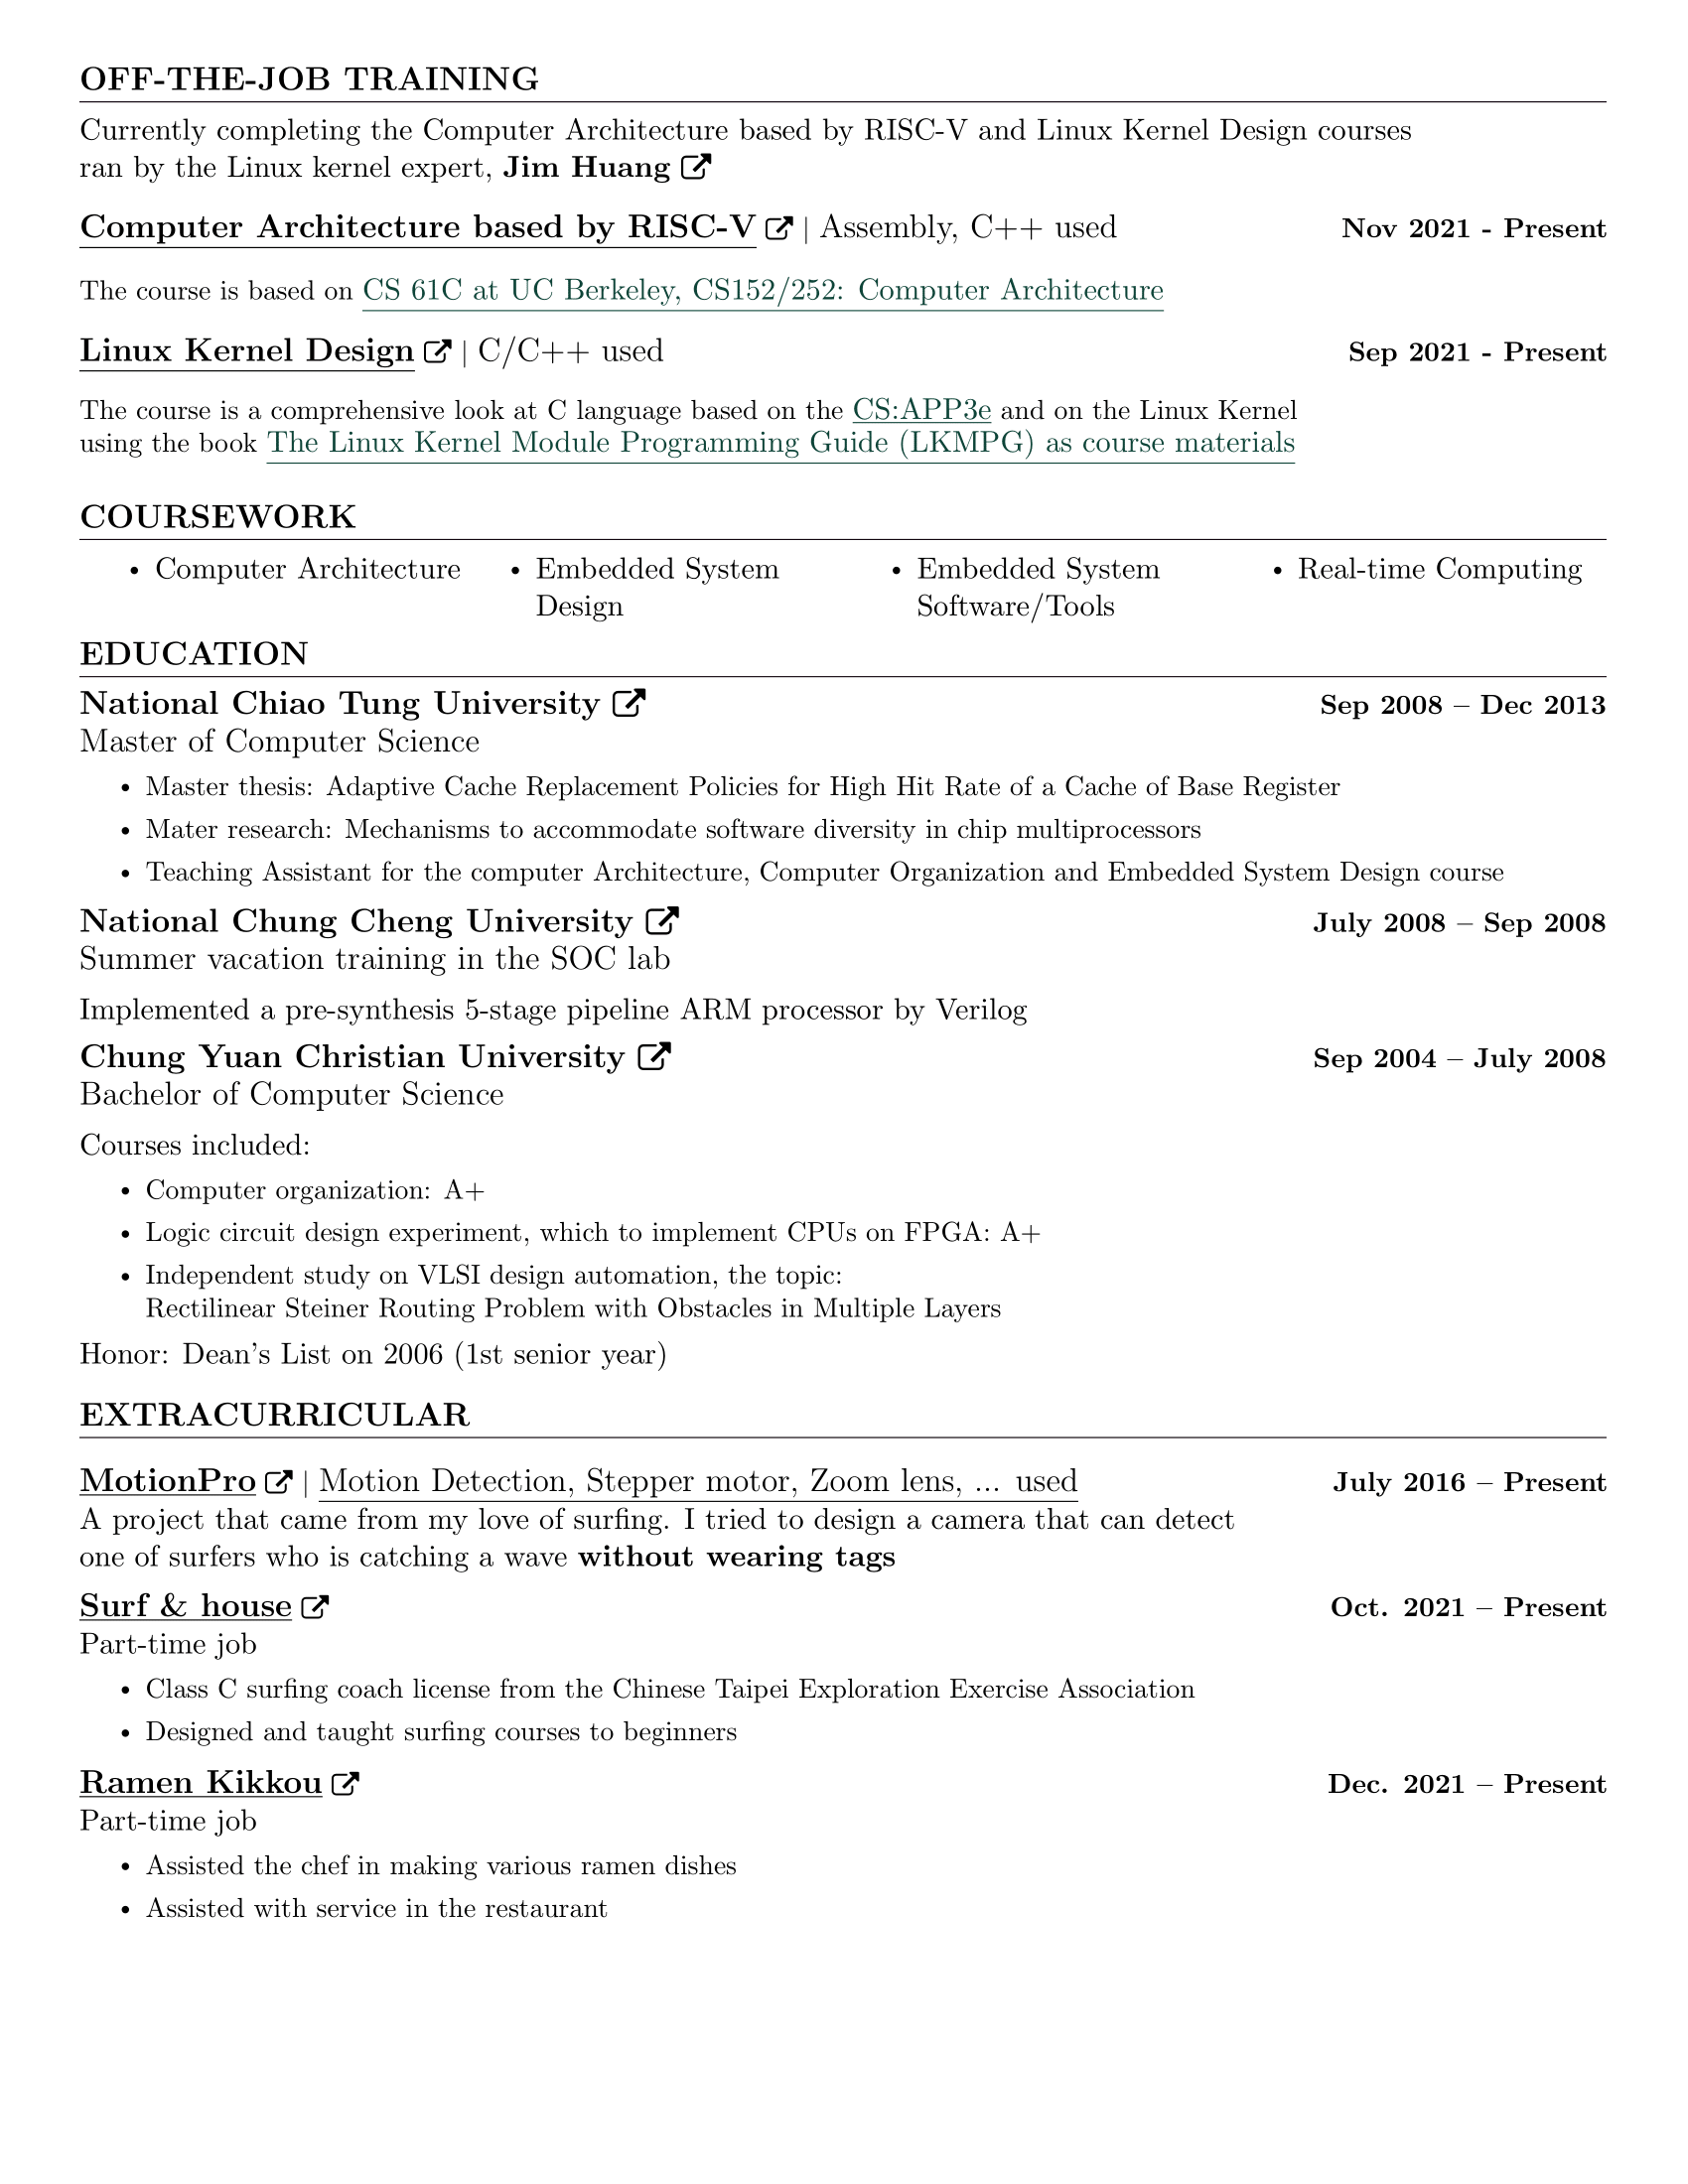 OFF-THE-JOB TRAINING
Currently completing the Computer Architecture based by RISC-V and Linux Kernel Design courses
ran by the Linux kernel expert, Jim Huang
Computer Architecture based by RISC-V | Assembly, C++ used Nov 2021 - Present
The course is based on CS 61C at UC Berkeley, CS152/252: Computer Architecture
Linux Kernel Design | C/C++ used Sep 2021 - Present
The course is a comprehensive look at C language based on the CS:APP3e and on the Linux Kernel
using the book The Linux Kernel Module Programming Guide (LKMPG) as course materials
COURSEWORK
• Computer Architecture • Embedded System • Embedded System • Real-time Computing
Design Software/Tools
EDUCATION
National Chiao Tung University Sep 2008 – Dec 2013
Master of Computer Science
• Master thesis: Adaptive Cache Replacement Policies for High Hit Rate of a Cache of Base Register
• Mater research: Mechanisms to accommodate software diversity in chip multiprocessors
• Teaching Assistant for the computer Architecture, Computer Organization and Embedded System Design course
National Chung Cheng University July 2008 – Sep 2008
Summer vacation training in the SOC lab
Implemented a pre-synthesis 5-stage pipeline ARM processor by Verilog
Chung Yuan Christian University Sep 2004 – July 2008
Bachelor of Computer Science
Courses included:
• Computer organization: A+
• Logic circuit design experiment, which to implement CPUs on FPGA: A+
• Independent study on VLSI design automation, the topic:
Rectilinear Steiner Routing Problem with Obstacles in Multiple Layers
Honor: Dean's List on 2006 (1st senior year)
EXTRACURRICULAR
MotionPro | Motion Detection, Stepper motor, Zoom lens, ... used July 2016 – Present
A project that came from my love of surfing. I tried to design a camera that can detect
one of surfers who is catching a wave without wearing tags
Surf & house Oct. 2021 – Present
Part-time job
• Class C surfing coach license from the Chinese Taipei Exploration Exercise Association
• Designed and taught surfing courses to beginners
Ramen Kikkou Dec. 2021 – Present
Part-time job
• Assisted the chef in making various ramen dishes
• Assisted with service in the restaurant